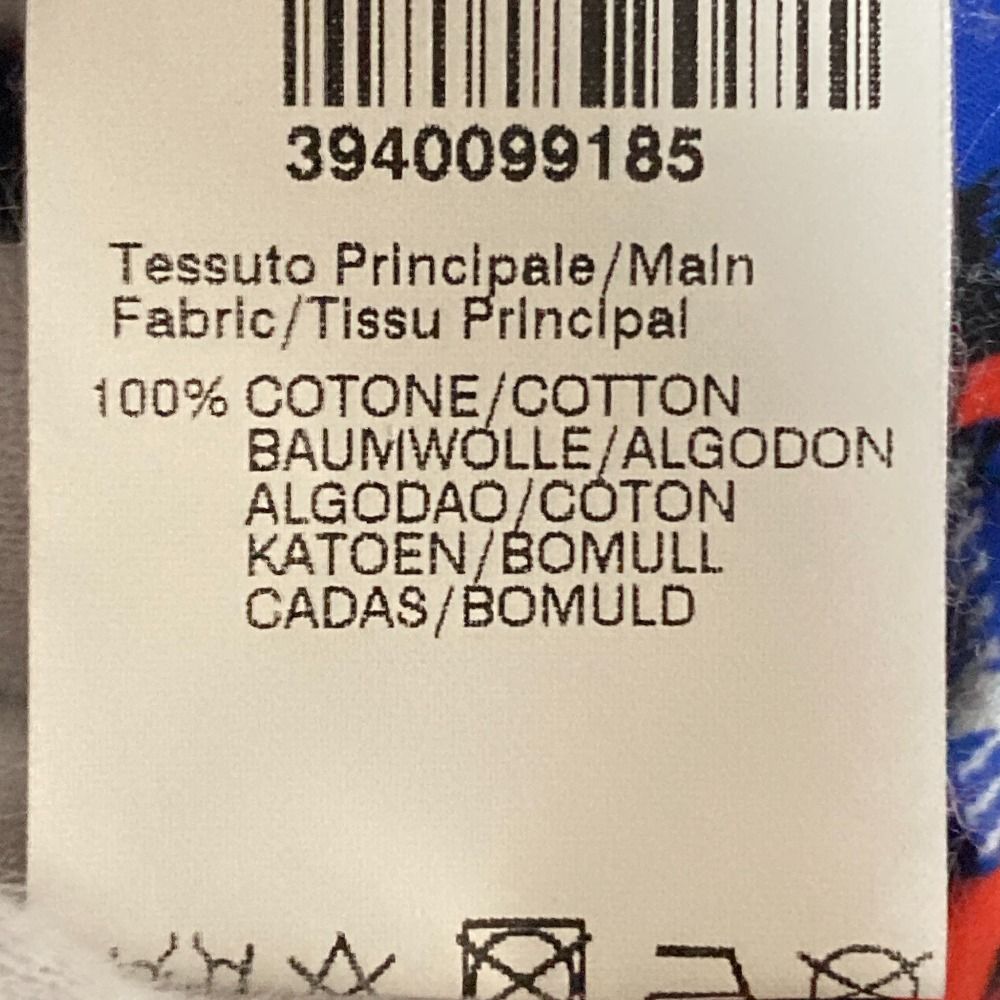 3940099185
Tessuto Principale/Main
Fabric/Tissu Principal
100% COTONE/COTTON
BAUMWOLLE/ALGODON
ALGODAO/COTON
KATOEN/BOMULL
CADAS/BOMULD